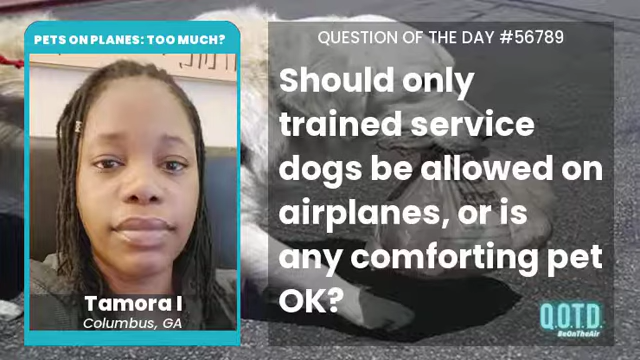 PETS ON PLANES: TOO MUCH?
Tamora I
Columbus, GA
QUESTION OF THE DAY #56789
Should only
trained service
dogs be allowed on
airplanes, or is
any comforting pet
OK?
Q.O.T.D.
#eOnTheAir